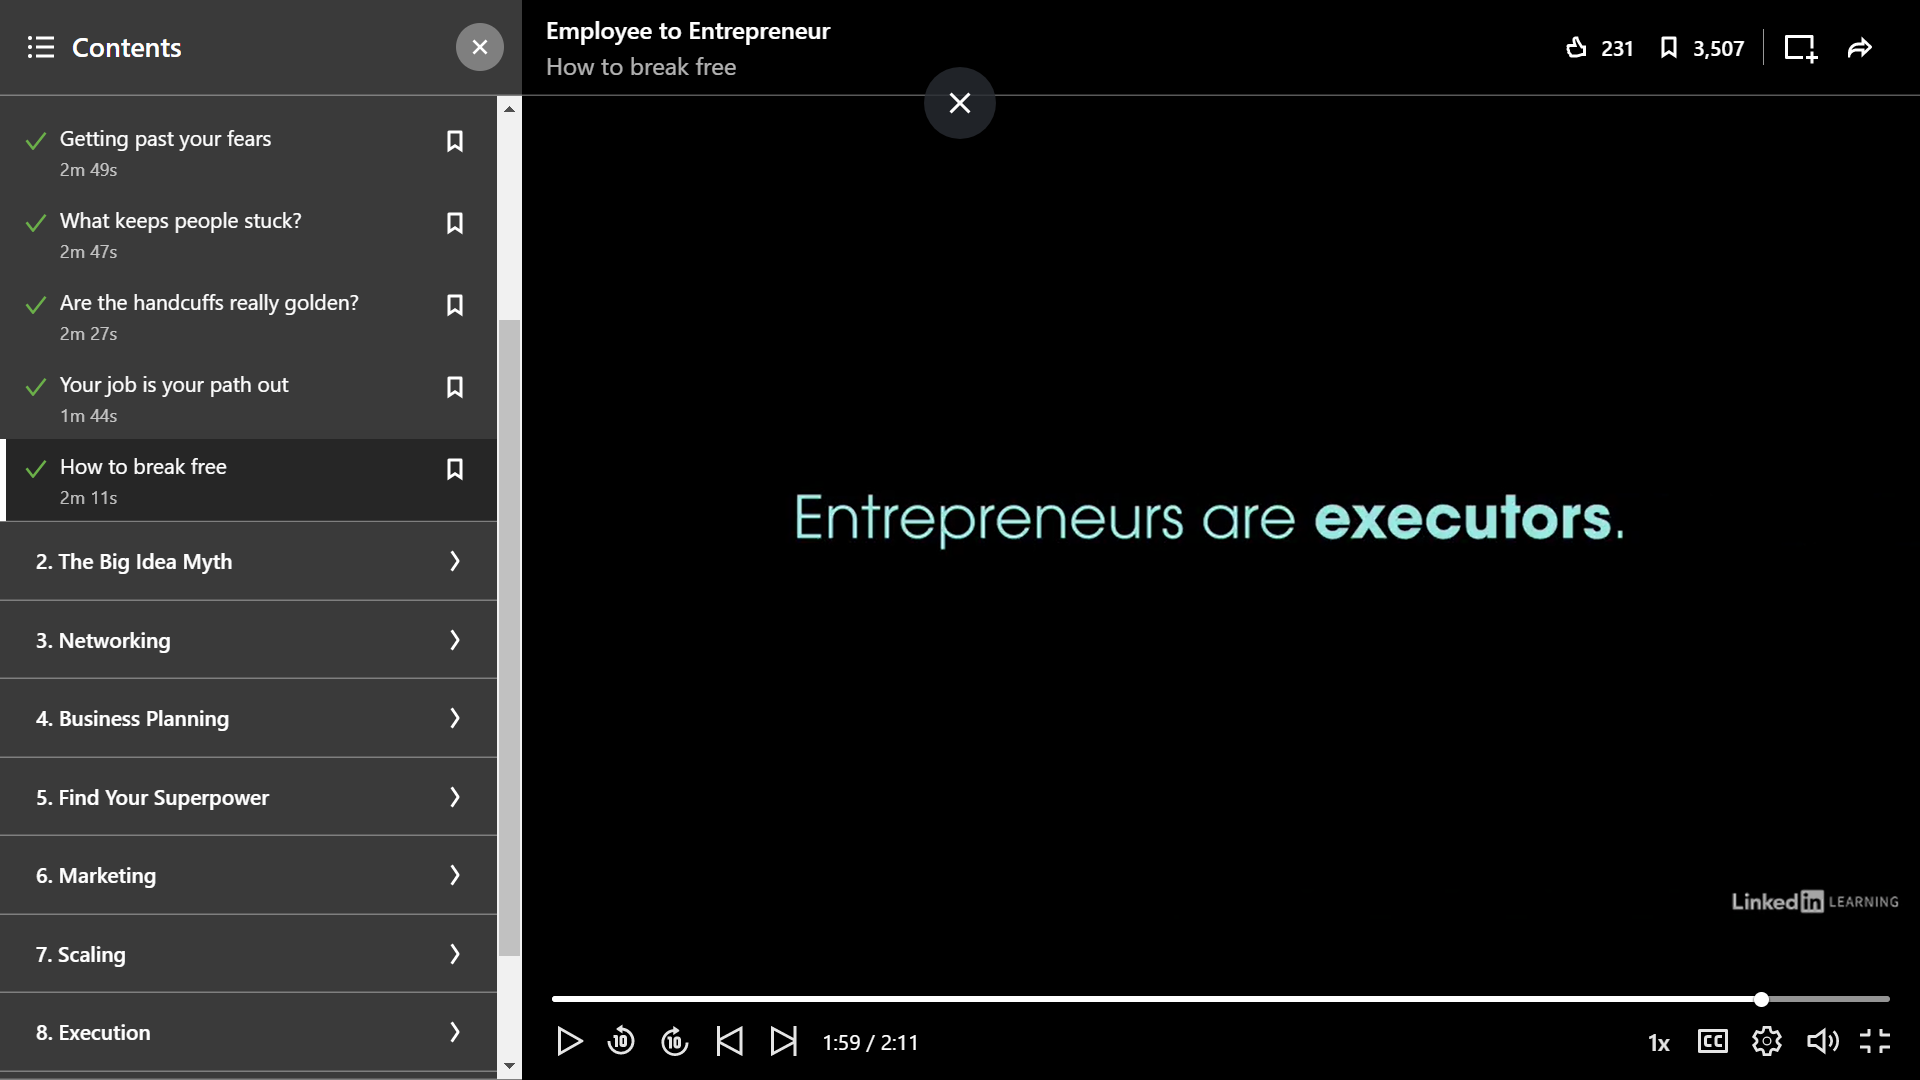 Contents
Getting past your fears
2m 49s
What keeps people stuck?
2m 47s
Are the handcuffs really golden?
2m 27s
Your job is your path out
1m 44s
How to break free
2m 11s
2. The Big Idea Myth
3. Networking
4. Business Planning
5. Find Your Superpower
6. Marketing
7. Scaling
8. Execution
Employee to Entrepreneur
How to break free
231
3,507
Entrepreneurs are executors.
Linked in LEARNING
10
10
1:59 / 2:11
1x
CC